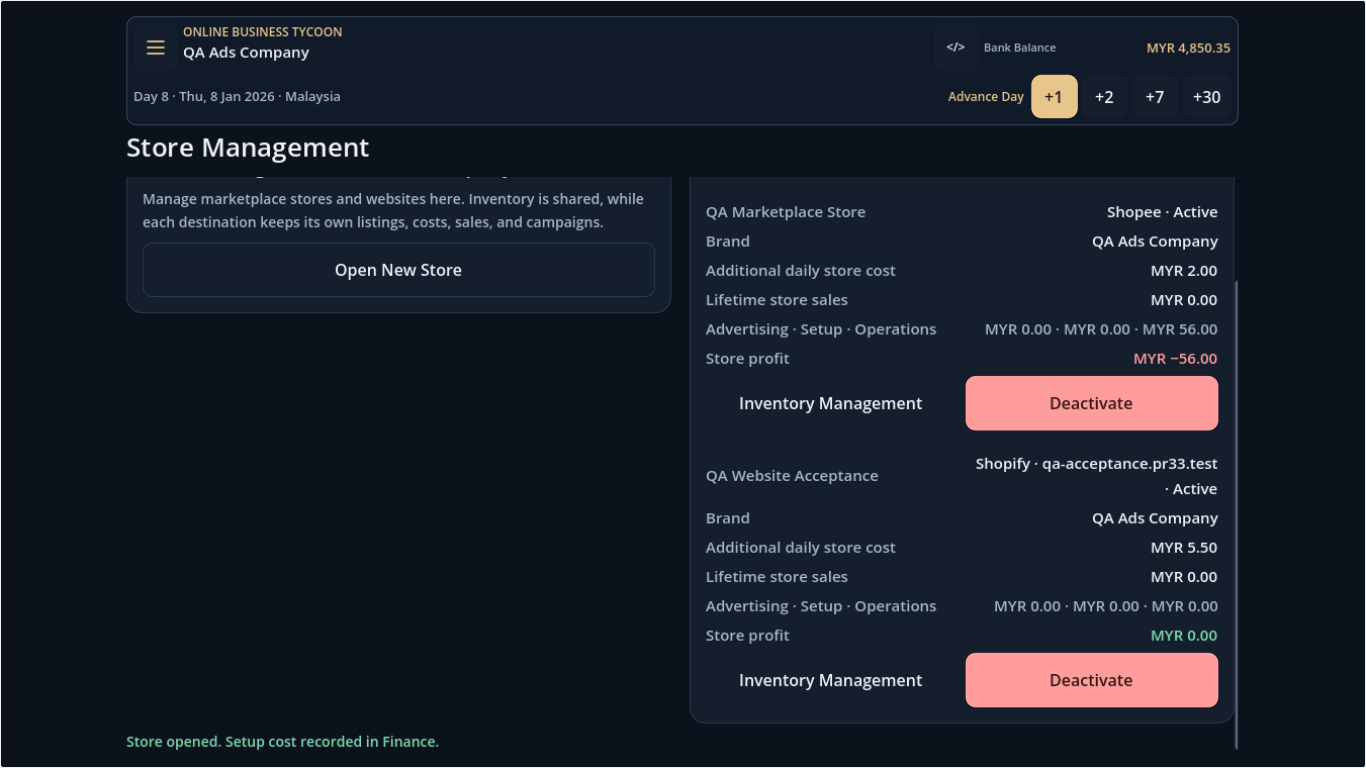 ONLINE BUSINESS TYCOON
QA Ads Company
</>
Bank Balance
MYR 4,850.35
Day 8 · Thu, 8 Jan 2026 · Malaysia
Advance Day
+1
+2
+7
+30
Store Management
Manage marketplace stores and websites here. Inventory is shared, while
each destination keeps its own listings, costs, sales, and campaigns.
Open New Store
QA Marketplace Store
Shopee · Active
Brand
QA Ads Company
Additional daily store cost
MYR 2.00
Lifetime store sales
MYR 0.00
Advertising · Setup · Operations
MYR 0.00 · MYR 0.00 · MYR 56.00
Store profit
MYR −56.00
Inventory Management
Deactivate
QA Website Acceptance
Shopify · qa-acceptance.pr33.test
· Active
Brand
QA Ads Company
Additional daily store cost
MYR 5.50
Lifetime store sales
MYR 0.00
Advertising · Setup · Operations
MYR 0.00 · MYR 0.00 · MYR 0.00
Store profit
MYR 0.00
Inventory Management
Deactivate
Store opened. Setup cost recorded in Finance.